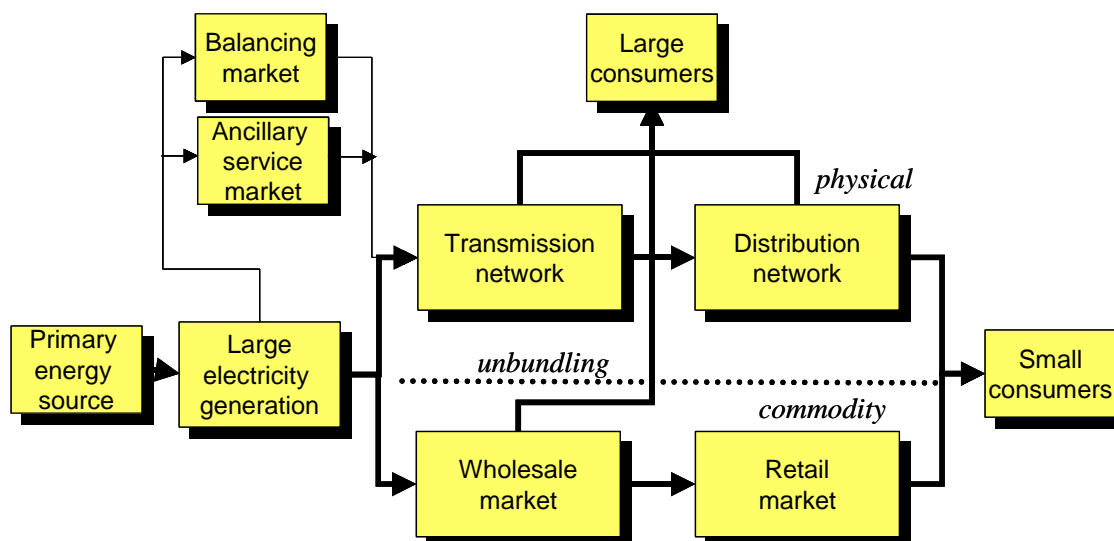 Balancing
market
Large
consumers
Ancillary
service
market
physical
Transmission
network
Distribution
network
Primary
energy
source
Large
electricity
generation
unbundling
Small
consumers
commodity
Wholesale
market
Retail
market